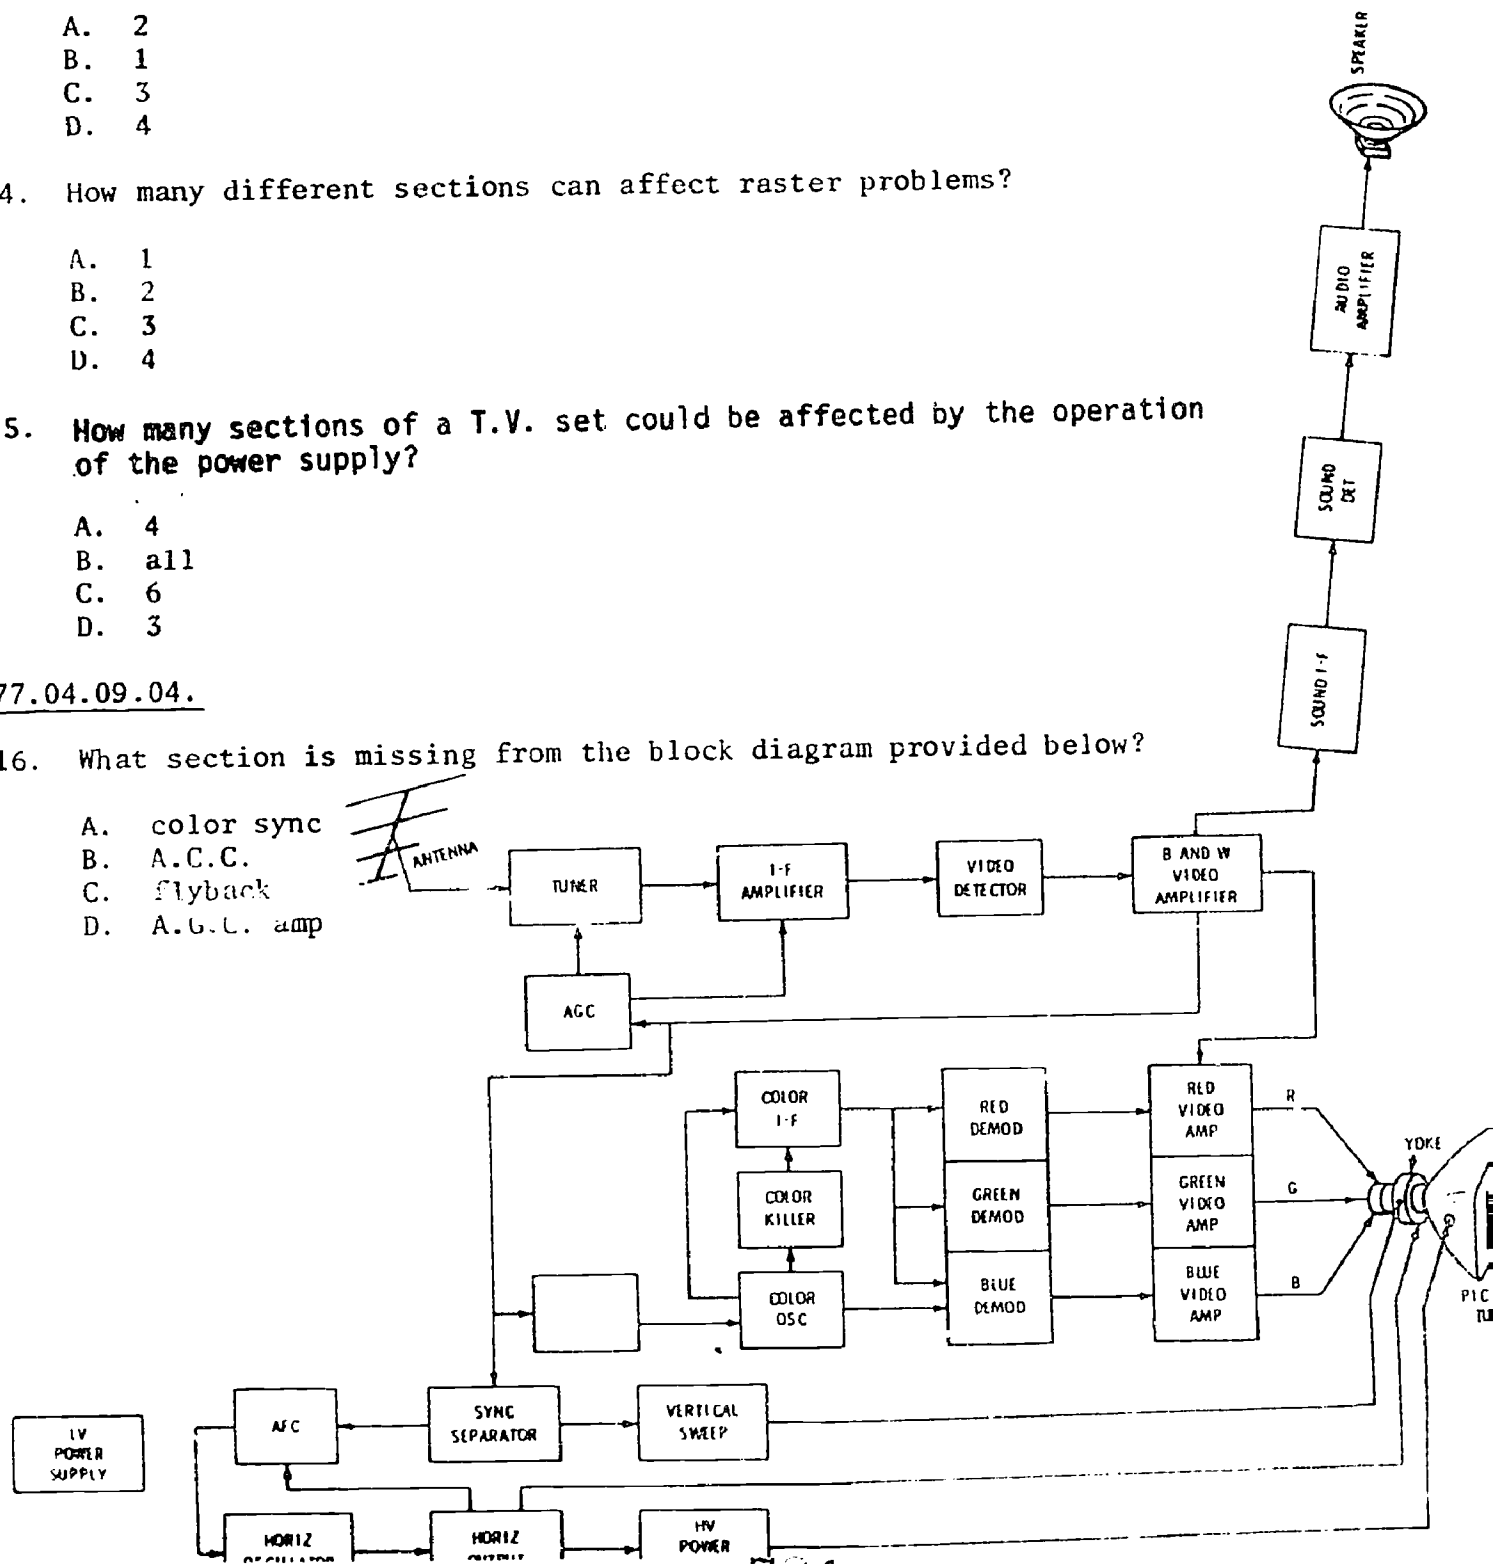 A. 2
B. 1
C. 3
D. 4
4. How many different sections can affect raster problems?
A. 1
B. 2
C. 3
D. 4
5. How many sections of a T.V. set could be affected by the operation
of the power supply?
A. 4
B. all
C. 6
D. 3
77.04.09.04.
16. What section is missing from the block diagram provided below?
A. color sync
B. A.C.C.
C. flyback
D. A.G.C. amp
SPEAKER
AUDIO
AMPLIFIER
SOUND
DET
SOUND I-F
ANTENNA
TUNER
I-F
AMPLIFIER
VIDEO
DETECTOR
B AND W
VIDEO
AMPLIFIER
AGC
COLOR
I-F
RED
DEMOD
RED
VIDEO
AMP
R
YOKE
COLOR
KILLER
GREEN
DEMOD
GREEN
VIDEO
AMP
G
COLOR
OSC
BLUE
DEMOD
BLUE
VIDEO
AMP
B
PIC
TU
LV
POWER
SUPPLY
AFC
SYNC
SEPARATOR
VERTICAL
SWEEP
HORIZ
HORIZ
OUTPUT
HV
POWER